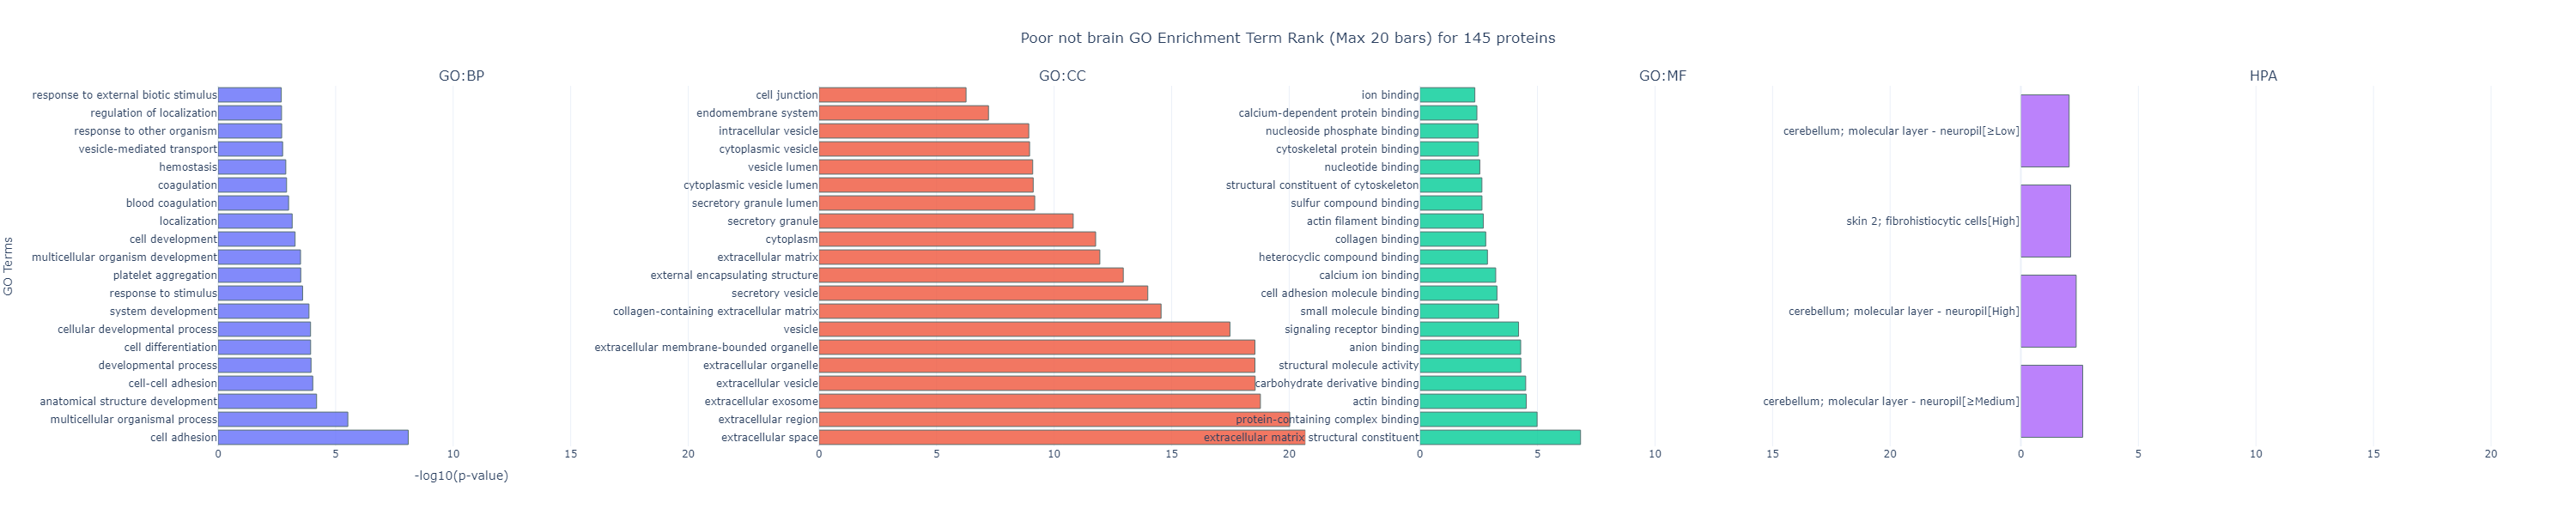 Poor not brain GO Enrichment Term Rank (Max 20 bars) for 145 proteins
GO:BP
GO Terms
response to external biotic stimulus
regulation of localization
response to other organism
vesicle-mediated transport
hemostasis
coagulation
blood coagulation
localization
cell development
multicellular organism development
platelet aggregation
response to stimulus
system development
cellular developmental process
cell differentiation
developmental process
cell-cell adhesion
anatomical structure development
multicellular organismal process
cell adhesion
0 5 10 15 20
-log10(p-value)
GO:CC
cell junction
endomembrane system
intracellular vesicle
cytoplasmic vesicle
vesicle lumen
cytoplasmic vesicle lumen
secretory granule lumen
secretory granule
cytoplasm
extracellular matrix
external encapsulating structure
secretory vesicle
collagen-containing extracellular matrix
vesicle
extracellular membrane-bounded organelle
extracellular organelle
extracellular vesicle
extracellular exosome
extracellular region
extracellular space
0 5 10 15 20
GO:MF
ion binding
calcium-dependent protein binding
nucleoside phosphate binding
cytoskeletal protein binding
nucleotide binding
structural constituent of cytoskeleton
sulfur compound binding
actin filament binding
collagen binding
heterocyclic compound binding
calcium ion binding
cell adhesion molecule binding
small molecule binding
signaling receptor binding
anion binding
structural molecule activity
carbohydrate derivative binding
actin binding
protein-containing complex binding
extracellular matrix structural constituent
0 5 10 15 20
HPA
cerebellum; molecular layer - neuropil[≥Low]
skin 2; fibrohistiocytic cells[High]
cerebellum; molecular layer - neuropil[High]
cerebellum; molecular layer - neuropil[≥Medium]
0 5 10 15 20